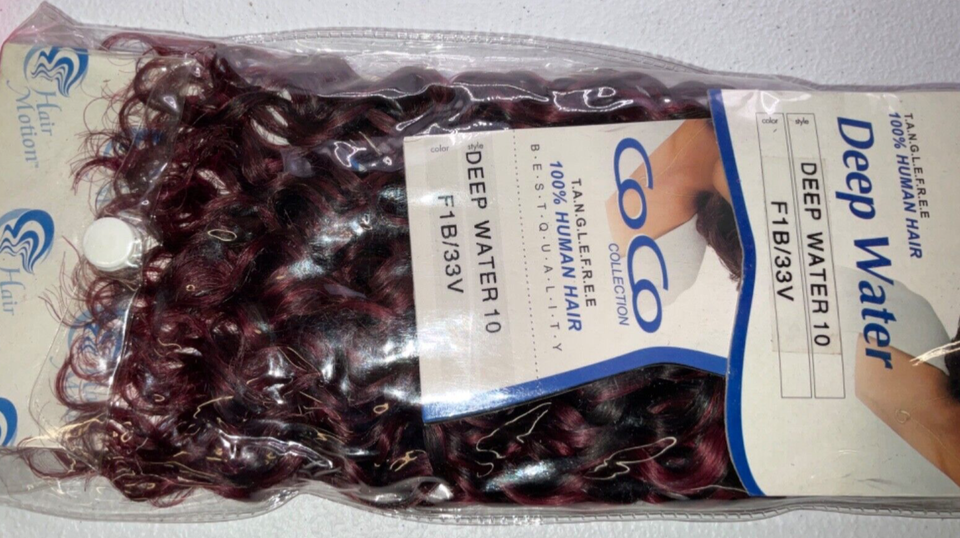 Hair
Motion™
Hair
CoCo
COLLECTION
T.A.N.G.L.E.F.R.E.E
100% HUMAN HAIR
B·E·S·T·Q·U·A·L·I·T·Y
style
DEEP WATER 10
color
F1B/33V
T.A.N.G.L.E.F.R.E.E
100% HUMAN HAIR
Deep Water
style
DEEP WATER 10
color
F1B/33V